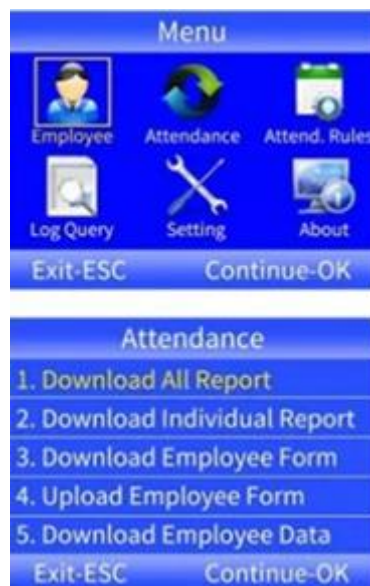 Menu
Employee Attendance Attend. Rules
Log Query Setting About
Exit-ESC Continue-OK
Attendance
1. Download All Report
2. Download Individual Report
3. Download Employee Form
4. Upload Employee Form
5. Download Employee Data
Exit-ESC Continue-OK